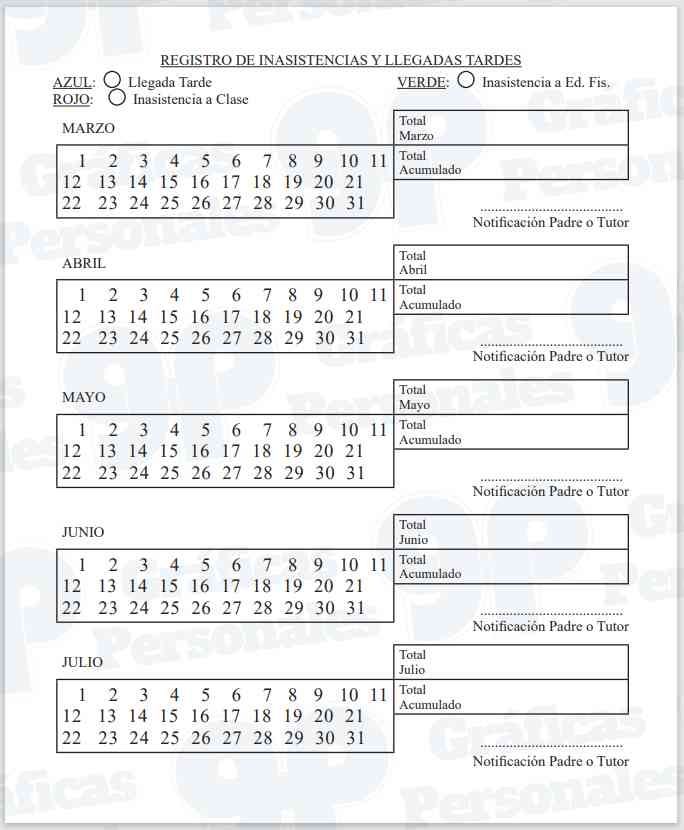 REGISTRO DE INASISTENCIAS Y LLEGADAS TARDES
AZUL: Llegada Tarde
VERDE: Inasistencia a Ed. Fis.
ROJO: Inasistencia a Clase
MARZO
1 2 3 4 5 6 7 8 9 10 11
12 13 14 15 16 17 18 19 20 21
22 23 24 25 26 27 28 29 30 31
Total
Marzo
Total
Acumulado
Notificación Padre o Tutor
ABRIL
1 2 3 4 5 6 7 8 9 10 11
12 13 14 15 16 17 18 19 20 21
22 23 24 25 26 27 28 29 30 31
Total
Abril
Total
Acumulado
Notificación Padre o Tutor
MAYO
1 2 3 4 5 6 7 8 9 10 11
12 13 14 15 16 17 18 19 20 21
22 23 24 25 26 27 28 29 30 31
Total
Mayo
Total
Acumulado
Notificación Padre o Tutor
JUNIO
1 2 3 4 5 6 7 8 9 10 11
12 13 14 15 16 17 18 19 20 21
22 23 24 25 26 27 28 29 30 31
Total
Junio
Total
Acumulado
Notificación Padre o Tutor
JULIO
1 2 3 4 5 6 7 8 9 10 11
12 13 14 15 16 17 18 19 20 21
22 23 24 25 26 27 28 29 30 31
Total
Julio
Total
Acumulado
Notificación Padre o Tutor
gp Gráficas
Personales